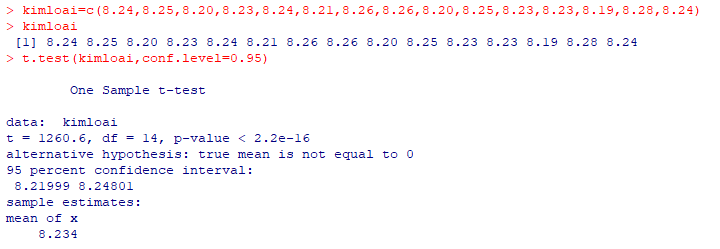 > kimloai=c(8.24,8.25,8.20,8.23,8.24,8.21,8.26,8.26,8.20,8.25,8.23,8.23,8.19,8.28,8.24)
> kimloai
[1] 8.24 8.25 8.20 8.23 8.24 8.21 8.26 8.26 8.20 8.25 8.23 8.23 8.19 8.28 8.24
> t.test(kimloai,conf.level=0.95)
One Sample t-test
data:  kimloai
t = 1260.6, df = 14, p-value < 2.2e-16
alternative hypothesis: true mean is not equal to 0
95 percent confidence interval:
8.21999 8.24801
sample estimates:
mean of x
8.234